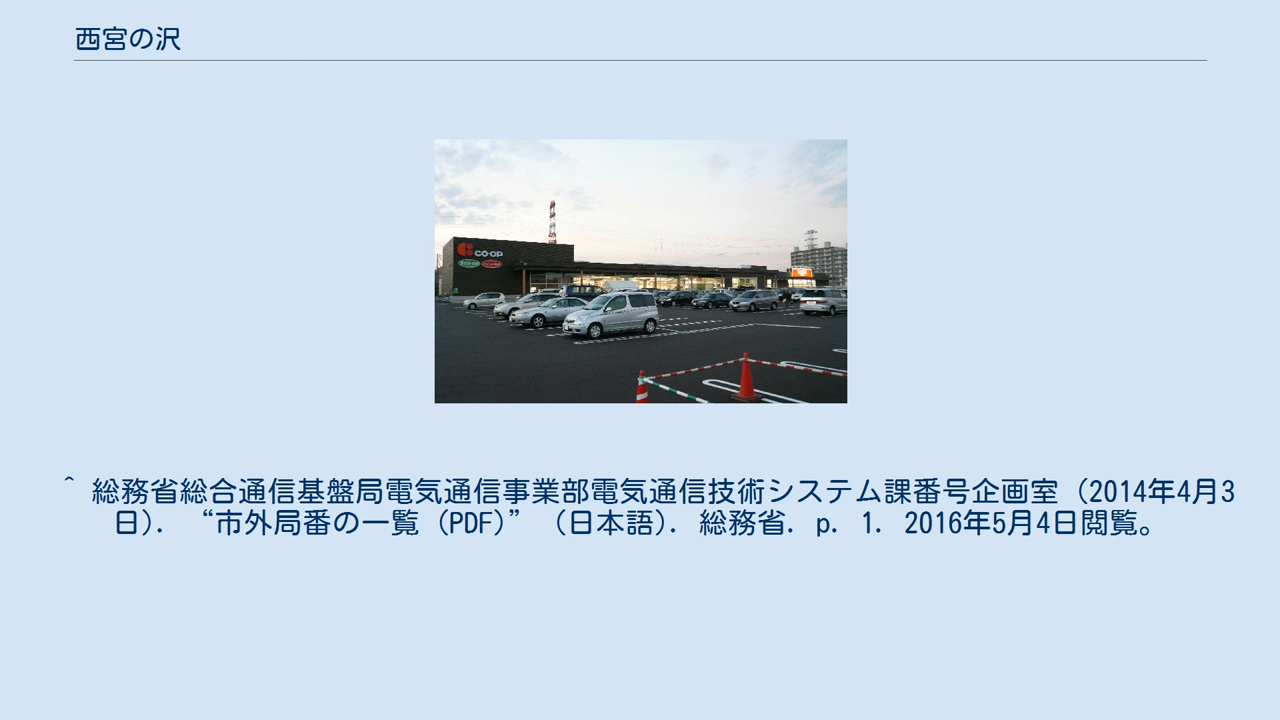 西宮の沢
CO·OP
^ 総務省総合通信基盤局電気通信事業部電気通信技術システム課番号企画室 (2014年4月3
日). “市外局番の一覧 (PDF)” (日本語). 総務省. p. 1. 2016年5月4日閲覧。